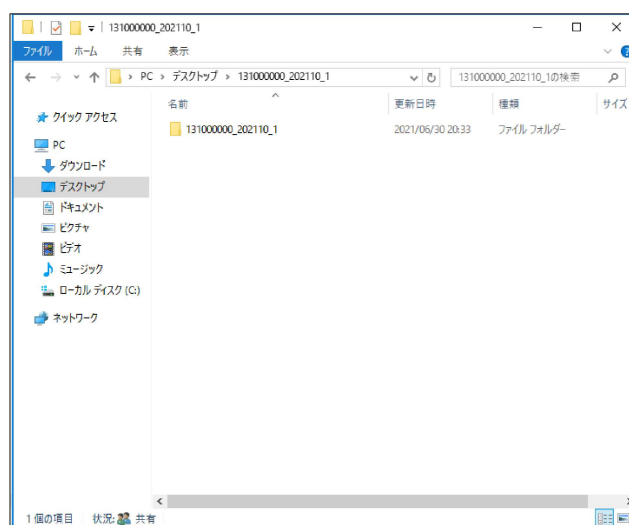 131000000_202110_1
ファイル ホーム 共有 表示
PC › デスクトップ › 131000000_202110_1 131000000_202110_1の検索
名前 更新日時 種類 サイズ
131000000_202110_1 2021/06/30 20:33 ファイル フォルダー
クイック アクセス
PC
ダウンロード
デスクトップ
ドキュメント
ピクチャ
ビデオ
ミュージック
ローカル ディスク (C:)
ネットワーク
1 個の項目 状況: 共有